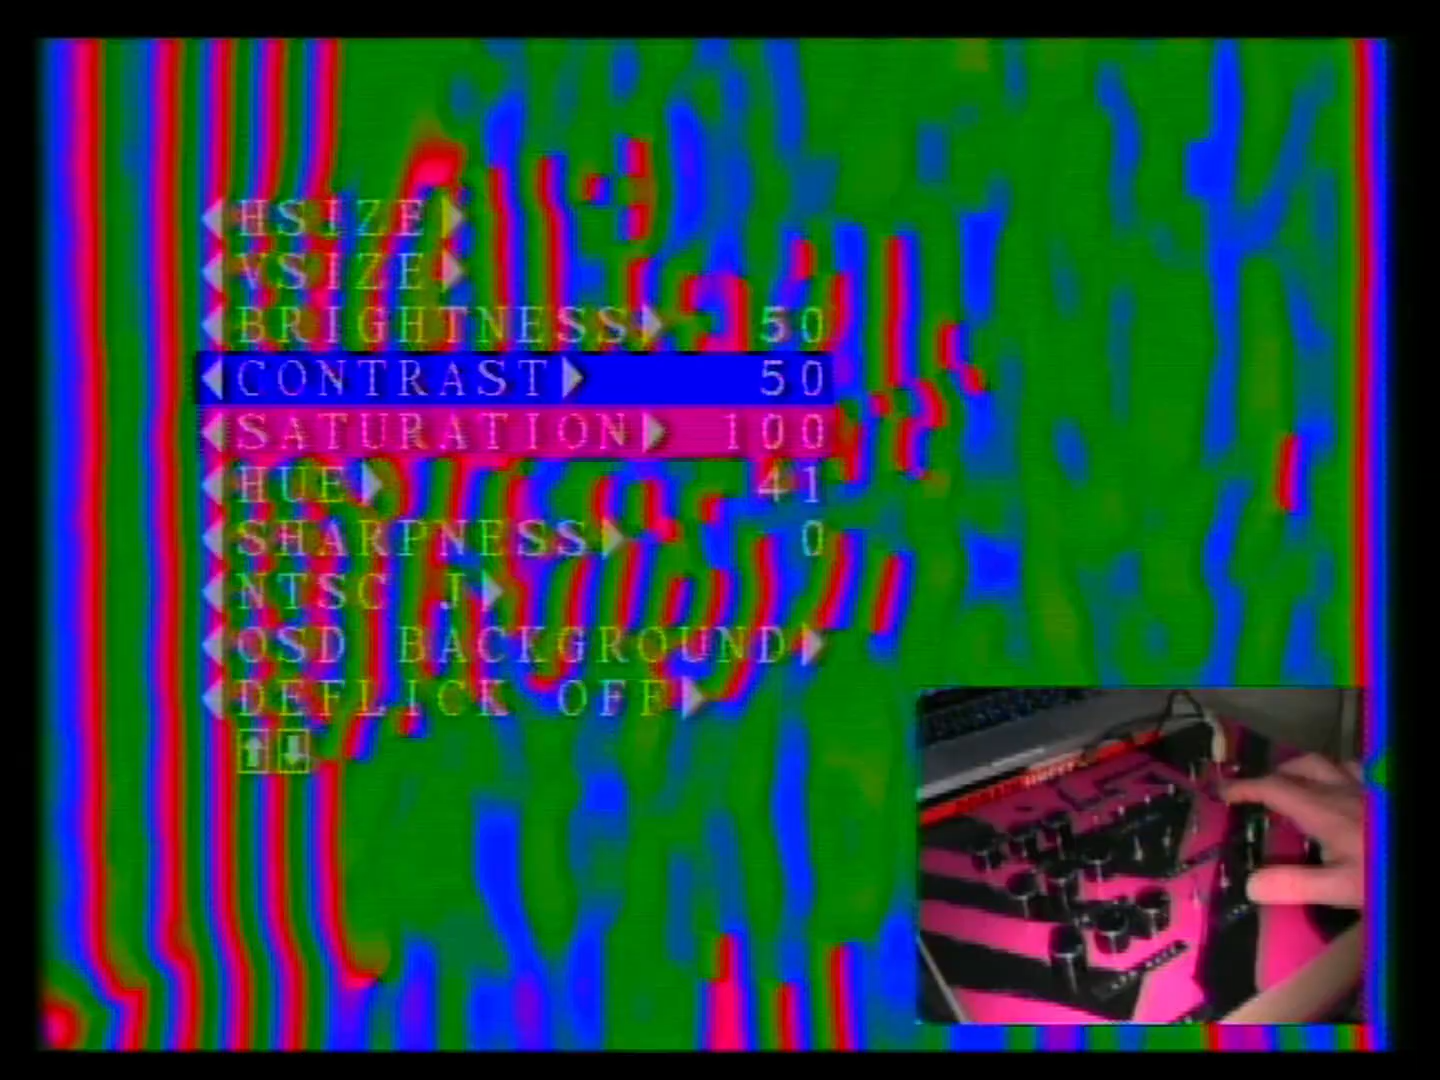 HSIZE
VSIZE
BRIGHTNESS 50
CONTRAST 50
SATURATION 100
HUE 41
SHARPNESS 0
NTSC J
OSD BACKGROUND
DEFLICK OFF